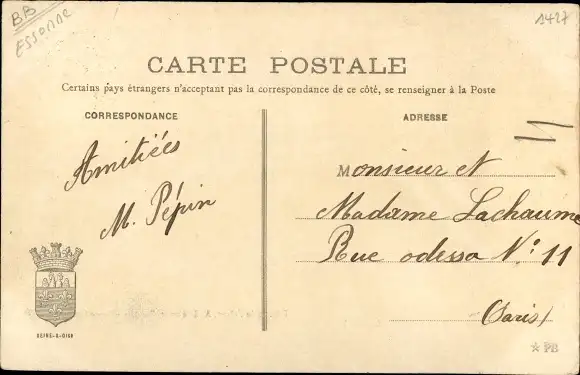 BB
ESSONNE
1427
CARTE POSTALE
Certains pays étrangers n'acceptant pas la correspondance de ce côté, se renseigner à la Poste
CORRESPONDANCE
Amitiées
M. Pépin
ADRESSE
Monsieur et
Madame Lachaume
Rue odessa N° 11
(Paris)
SEINE-&-OISE
PB